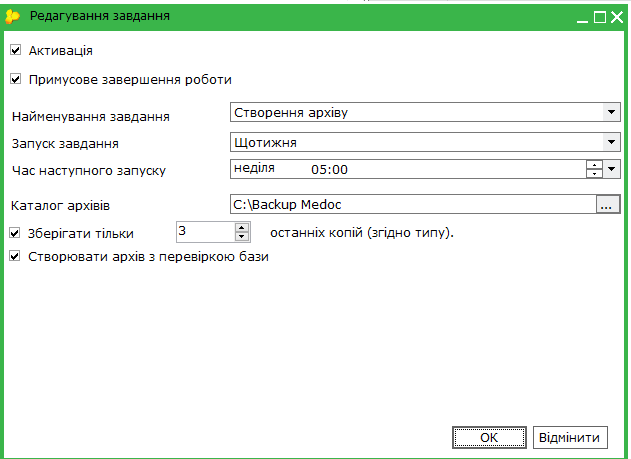 Редагування завдання
Активація
Примусове завершення роботи
Найменування завдання Створення архіву
Запуск завдання Щотижня
Час наступного запуску неділя 05:00
Каталог архівів C:\Backup Medoc ...
Зберігати тільки 3 останніх копій (згідно типу).
Створювати архів з перевіркою бази
ОК Відмінити